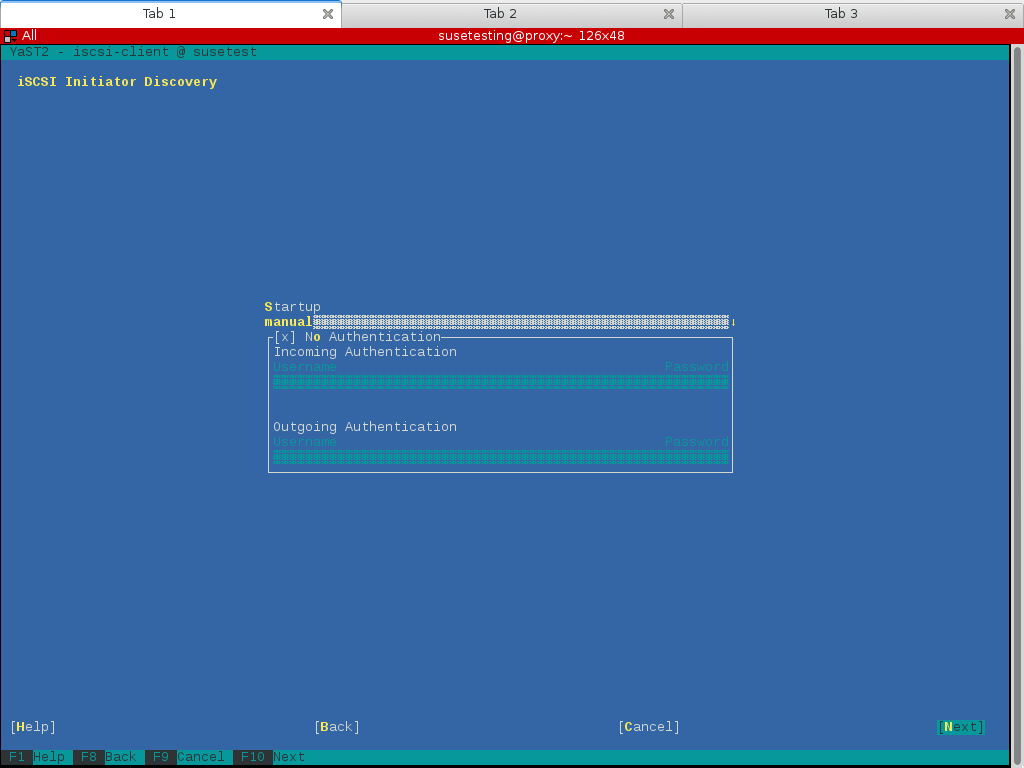 Tab 1 Tab 2 Tab 3
All susetesting@proxy:~ 126x48
YaST2 - iscsi-client @ susetest
iSCSI Initiator Discovery
Startup
manual↓
[x] No Authentication
Incoming Authentication
Username Password
Outgoing Authentication
Username Password
[Help] [Back] [Cancel] [Next]
F1 Help F8 Back F9 Cancel F10 Next